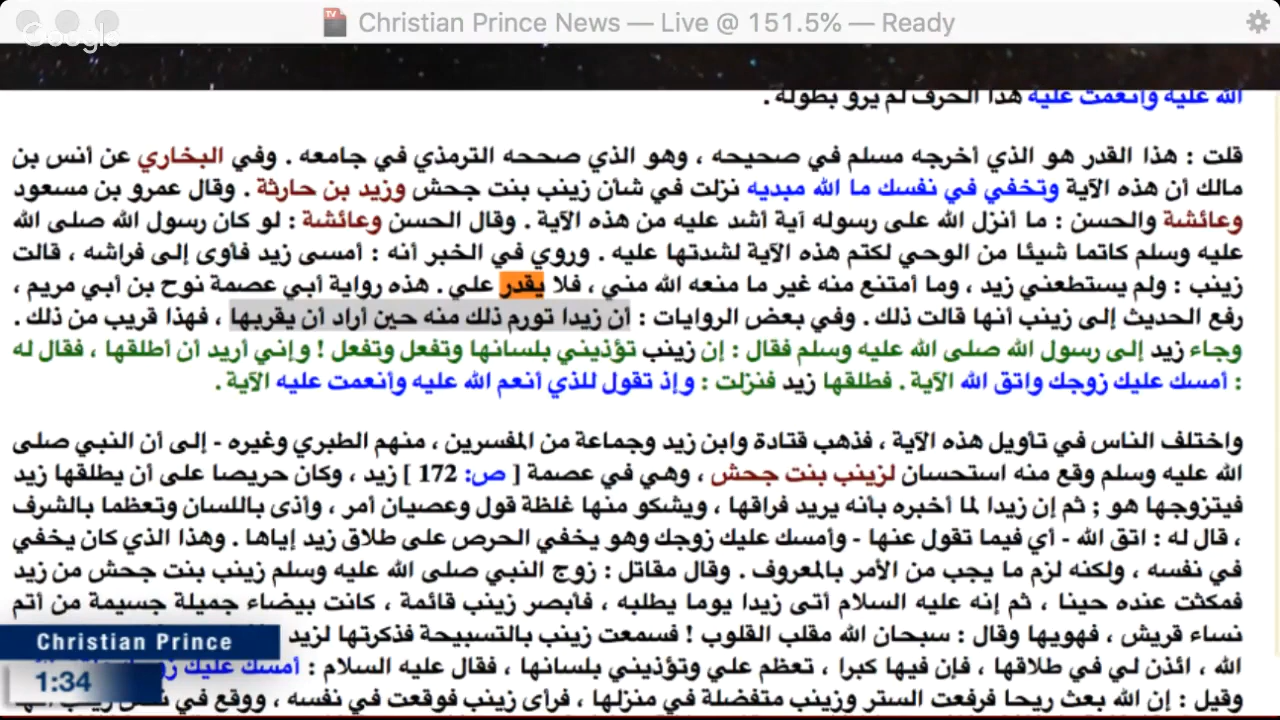 Christian Prince News — Live @ 151.5% — Ready
Google
الله عليه وأنعمت عليه هذا الحرف لم يرو بطوله .
قلت : هذا القدر هو الذي أخرجه مسلم في صحيحه ، وهو الذي صححه الترمذي في جامعه . وفي البخاري عن أنس بن
مالك أن هذه الآية وتخفي في نفسك ما الله مبديه نزلت في شأن زينب بنت جحش وزيد بن حارثة . وقال عمرو بن مسعود
وعائشة والحسن : ما أنزل الله على رسوله آية أشد عليه من هذه الآية . وقال الحسن وعائشة : لو كان رسول الله صلى الله
عليه وسلم كاتما شيئا من الوحي لكتم هذه الآية لشدتها عليه . وروي في الخبر أنه : أمسى زيد فأوى إلى فراشه ، قالت
زينب : ولم يستطعني زيد ، وما أمتنع منه غير ما منعه الله مني ، فلا يقدر علي . هذه رواية أبي عصمة نوح بن أبي مريم ،
رفع الحديث إلى زينب أنها قالت ذلك . وفي بعض الروايات : أن زيدا تورم ذلك منه حين أراد أن يقربها ، فهذا قريب من ذلك .
وجاء زيد إلى رسول الله صلى الله عليه وسلم فقال : إن زينب تؤذيني بلسانها وتفعل وتفعل ! وإني أريد أن أطلقها ، فقال له
: أمسك عليك زوجك واتق الله الآية . فطلقها زيد فنزلت : وإذ تقول للذي أنعم الله عليه وأنعمت عليه الآية .
واختلف الناس في تأويل هذه الآية ، فذهب قتادة وابن زيد وجماعة من المفسرين ، منهم الطبري وغيره - إلى أن النبي صلى
الله عليه وسلم وقع منه استحسان لزينب بنت جحش ، وهي في عصمة [ ص: 172 ] زيد ، وكان حريصا على أن يطلقها زيد
فيتزوجها هو ; ثم إن زيدا لما أخبره بأنه يريد فراقها ، ويشكو منها غلظة قول وعصيان أمر ، وأذى باللسان وتعظما بالشرف
، قال له : اتق الله - أي فيما تقول عنها - وأمسك عليك زوجك وهو يخفي الحرص على طلاق زيد إياها . وهذا الذي كان يخفي
في نفسه ، ولكنه لزم ما يجب من الأمر بالمعروف . وقال مقاتل : زوج النبي صلى الله عليه وسلم زينب بنت جحش من زيد
فمكثت عنده حينا ، ثم إنه عليه السلام أتى زيدا يوما يطلبه ، فأبصر زينب قائمة ، كانت بيضاء جميلة جسيمة من أتم
نساء قريش ، فهويها وقال : سبحان الله مقلب القلوب ! فسمعت زينب بالتسبيحة فذكرتها لزيد
الله ، ائذن لي في طلاقها ، فإن فيها كبرا ، تعظم علي وتؤذيني بلسانها ، فقال عليه السلام : أمسك عليك
وقيل : إن الله بعث ريحا فرفعت الستر وزينب متفضلة في منزلها ، فرأى زينب فوقعت في نفسه ، ووقع في
Christian Prince
1:34